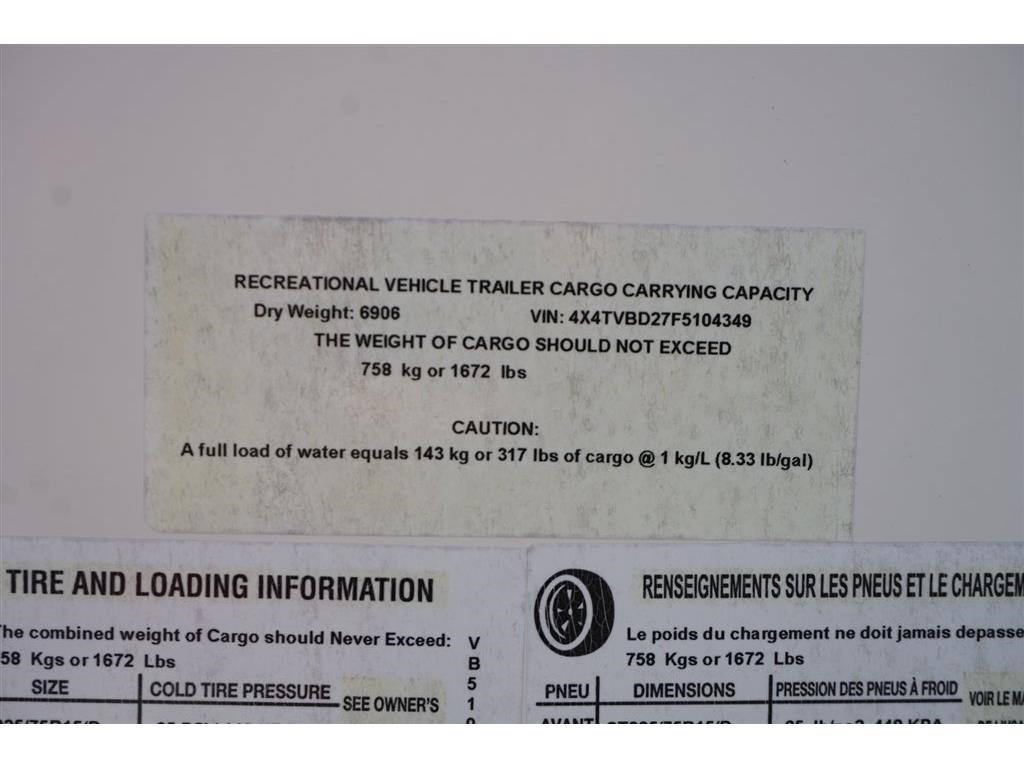 RECREATIONAL VEHICLE TRAILER CARGO CARRYING CAPACITY
Dry Weight: 6906 VIN: 4X4TVBD27F5104349
THE WEIGHT OF CARGO SHOULD NOT EXCEED
758 kg or 1672 lbs
CAUTION:
A full load of water equals 143 kg or 317 lbs of cargo @ 1 kg/L (8.33 lb/gal)
TIRE AND LOADING INFORMATION
The combined weight of Cargo should Never Exceed:
58 Kgs or 1672 Lbs
SIZE COLD TIRE PRESSURE SEE OWNER'S
V
B
5
1
RENSEIGNEMENTS SUR LES PNEUS ET LE CHARGEM
Le poids du chargement ne doit jamais depasse
758 Kgs or 1672 Lbs
PNEU DIMENSIONS PRESSION DES PNEUS À FROID VOIR LE MA